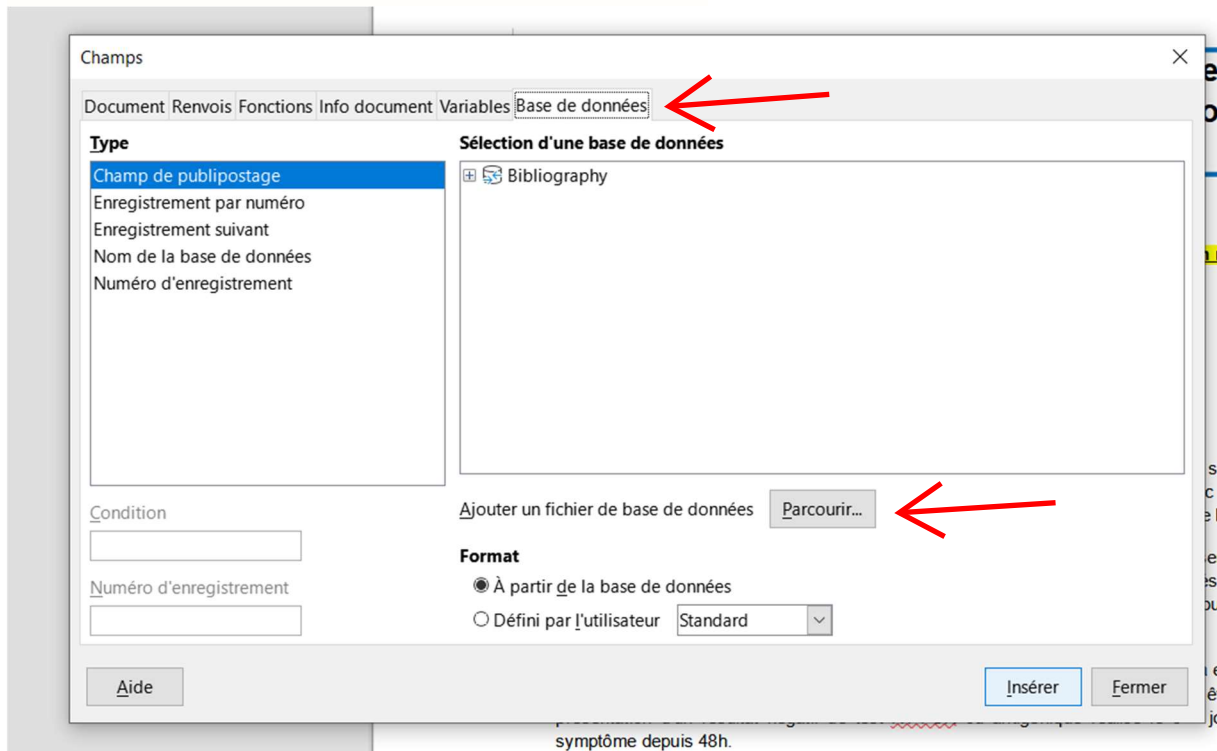 Champs
Document Renvois Fonctions Info document Variables Base de données
Type
Champ de publipostage
Enregistrement par numéro
Enregistrement suivant
Nom de la base de données
Numéro d'enregistrement
Condition
Numéro d'enregistrement
Sélection d'une base de données
Bibliography
Ajouter un fichier de base de données Parcourir...
Format
À partir de la base de données
Défini par l'utilisateur Standard
Aide Insérer Fermer
symptôme depuis 48h.